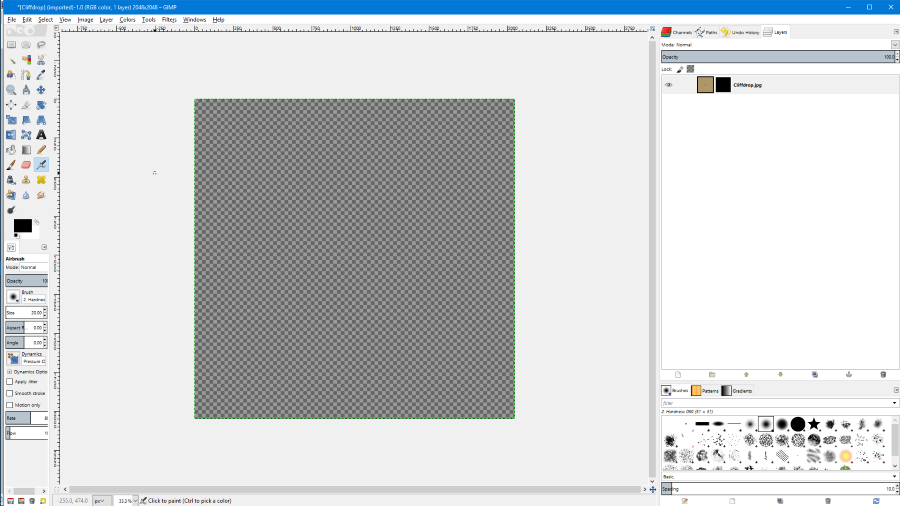 *[Cliffdrop] (imported)-1.0 (RGB color, 1 layer) 2048x2048 – GIMP
File Edit Select View Image Layer Colors Tools Filters Windows Help
Channels Paths Undo History Layers
Mode: Normal
Opacity 100.0
Lock:
Cliffdrop.jpg
Airbrush
Mode Normal
Opacity 100
Brush
2. Hardness
Size 20.00
Aspect R 0.00
Angle 0.00
Dynamics
Pressure O
Dynamics Optio
Apply Jitter
Smooth stroke
Motion only
Rate
Flow
Brushes Patterns Gradients
filter
2. Hardness 050 (51 × 51)
Basic
Spacing 10.0
-255.0, 474.0 px 33.3 % Click to paint (Ctrl to pick a color)